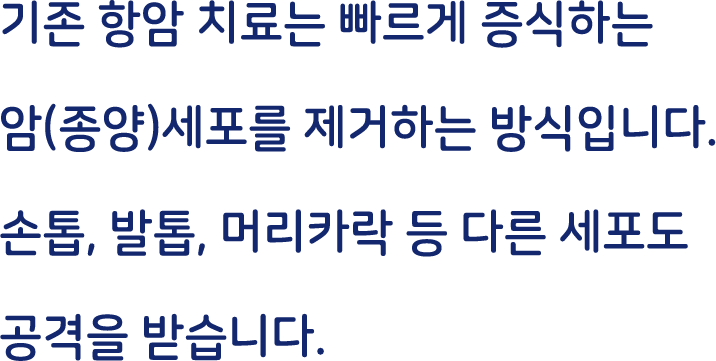 기존 항암 치료는 빠르게 증식하는
암(종양)세포를 제거하는 방식입니다.
손톱, 발톱, 머리카락 등 다른 세포도
공격을 받습니다.